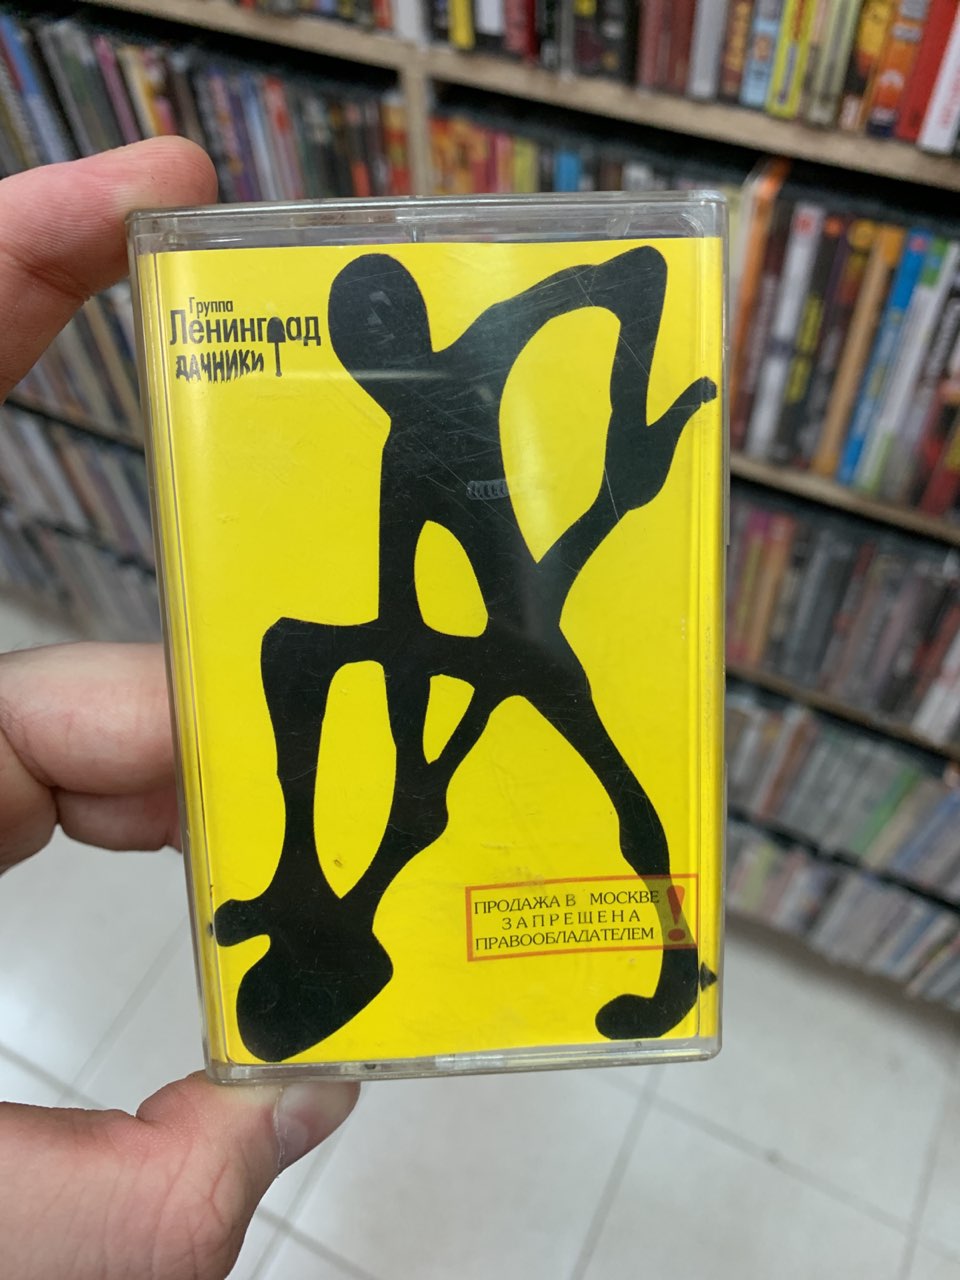 Группа
Ленинград
дачники
ПРОДАЖА В МОСКВЕ
ЗАПРЕЩЕНА
ПРАВООБЛАДАТЕЛЕМ !